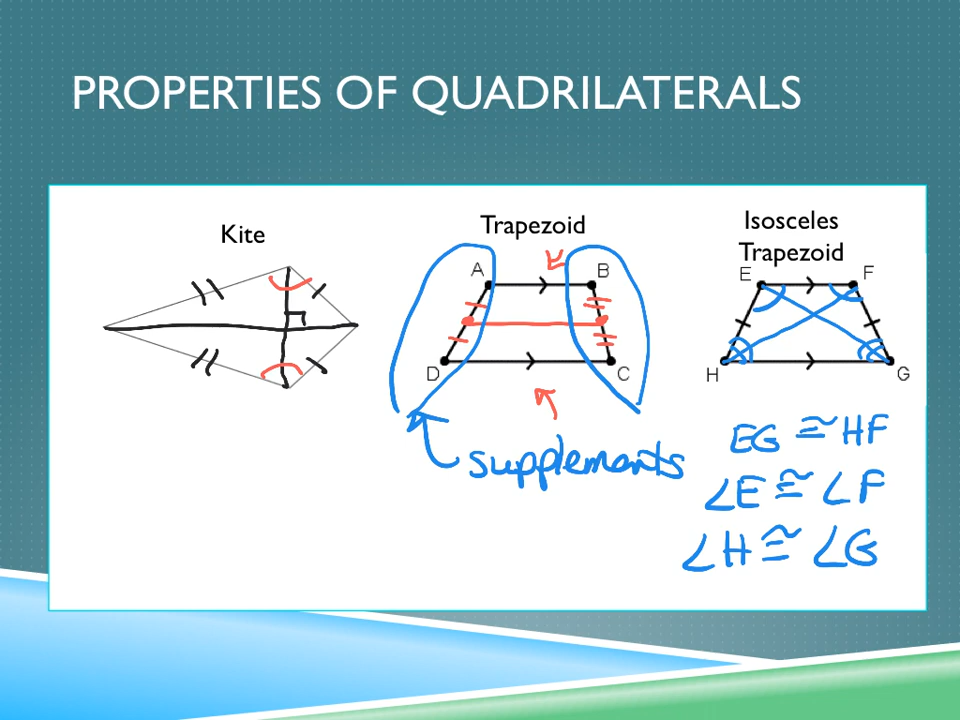 PROPERTIES OF QUADRILATERALS
Kite
Trapezoid
Isosceles
Trapezoid
A
B
D
C
E
F
H
G
supplements
EG ≅ HF
∠E ≅ ∠F
∠H ≅ ∠G